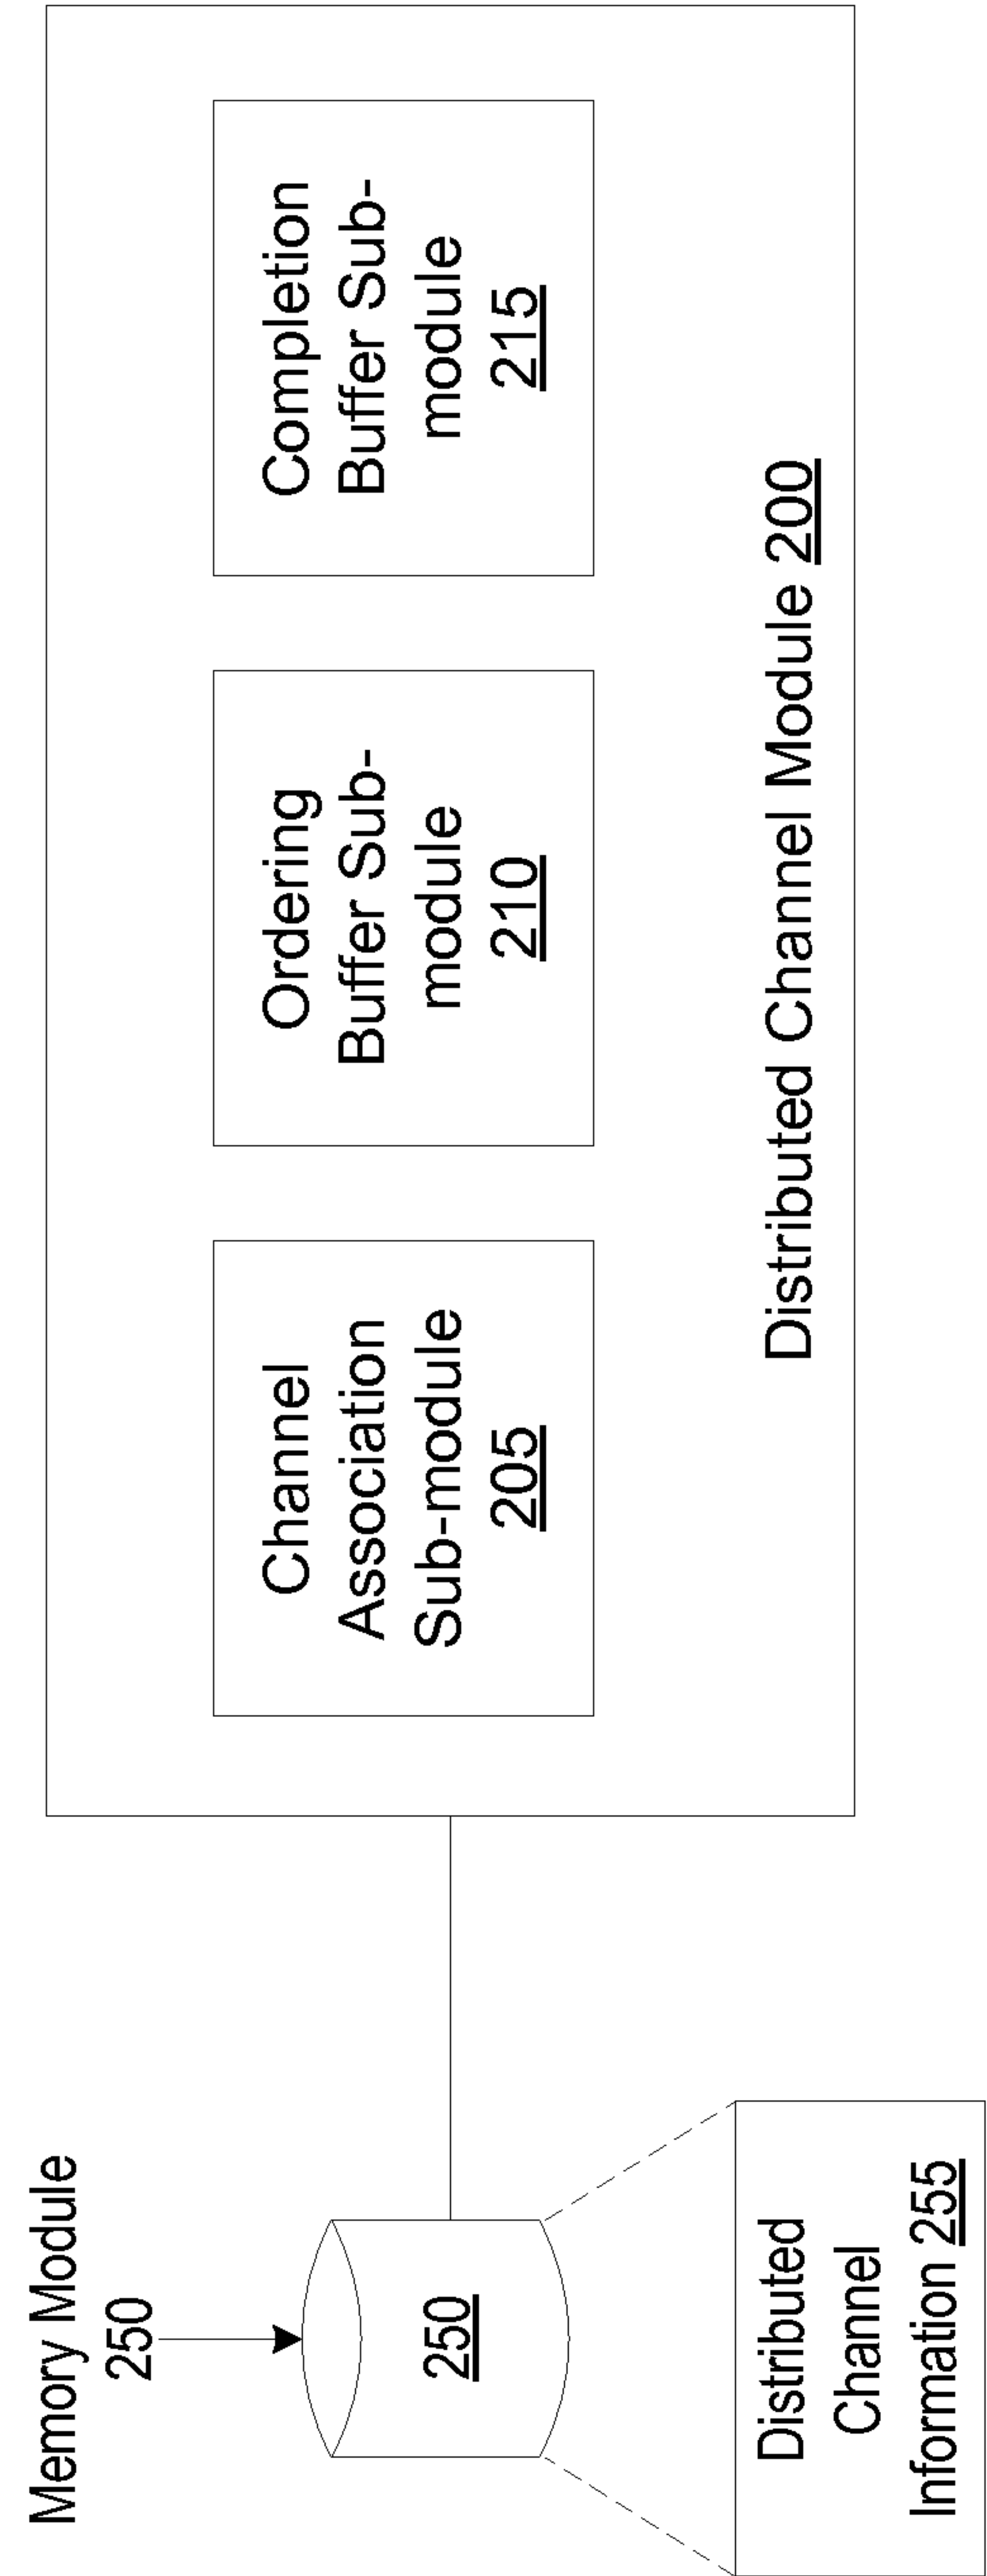 Memory Module
250
250
Distributed
Channel
Information 255
Channel
Association
Sub-module
205
Ordering
Buffer Sub-
module
210
Completion
Buffer Sub-
module
215
Distributed Channel Module 200